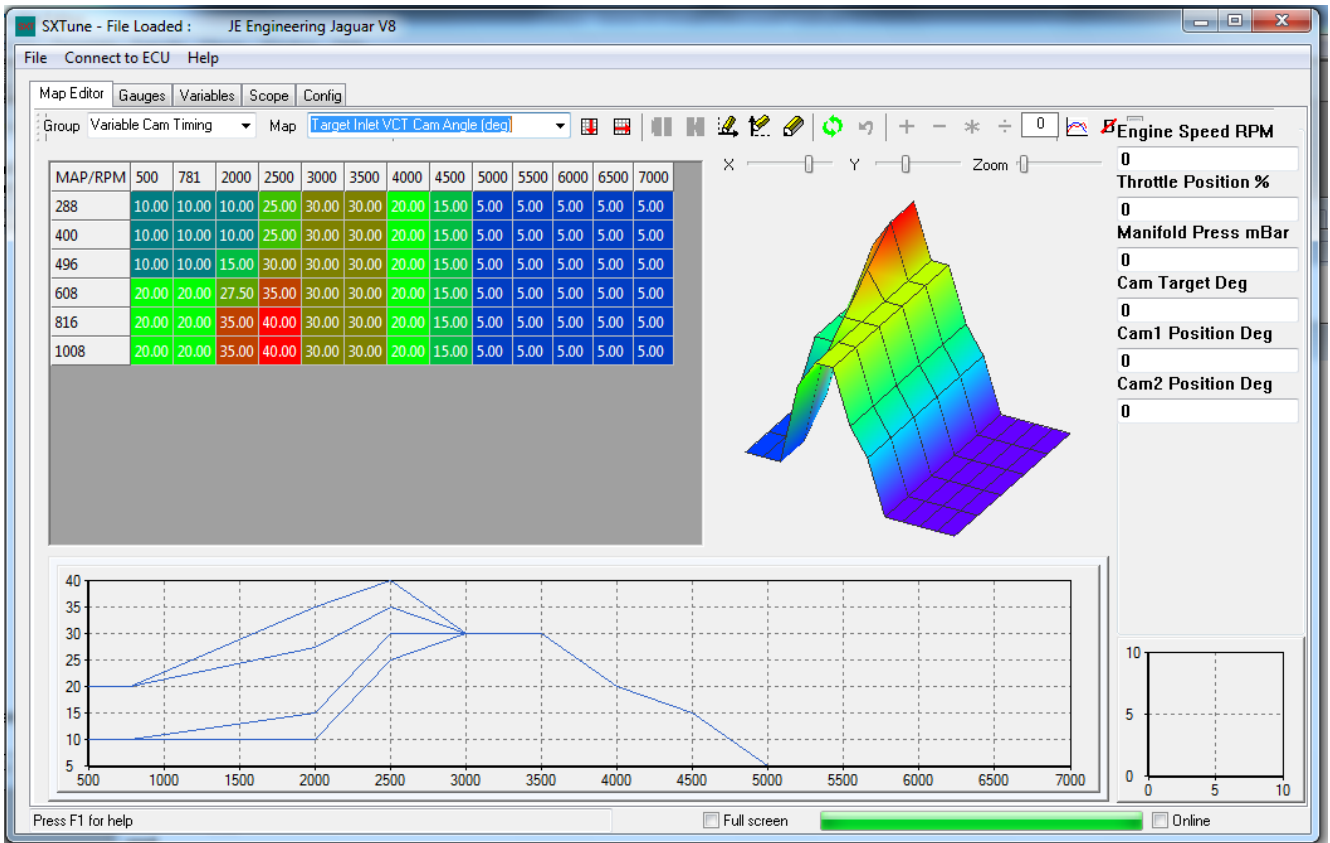 SXTune - File Loaded : JE Engineering Jaguar V8
File Connect to ECU Help
Map Editor Gauges Variables Scope Config
Group Variable Cam Timing Map Target Inlet VCT Cam Angle (deg) + - * ÷ 0
X Y Zoom
MAP/RPM 500 781 2000 2500 3000 3500 4000 4500 5000 5500 6000 6500 7000
288 10.00 10.00 10.00 25.00 30.00 30.00 20.00 15.00 5.00 5.00 5.00 5.00 5.00
400 10.00 10.00 10.00 25.00 30.00 30.00 20.00 15.00 5.00 5.00 5.00 5.00 5.00
496 10.00 10.00 15.00 30.00 30.00 30.00 20.00 15.00 5.00 5.00 5.00 5.00 5.00
608 20.00 20.00 27.50 35.00 30.00 30.00 20.00 15.00 5.00 5.00 5.00 5.00 5.00
816 20.00 20.00 35.00 40.00 30.00 30.00 20.00 15.00 5.00 5.00 5.00 5.00 5.00
1008 20.00 20.00 35.00 40.00 30.00 30.00 20.00 15.00 5.00 5.00 5.00 5.00 5.00
Engine Speed RPM
0
Throttle Position %
0
Manifold Press mBar
0
Cam Target Deg
0
Cam1 Position Deg
0
Cam2 Position Deg
0
40
35
30
25
20
15
10
5
500 1000 1500 2000 2500 3000 3500 4000 4500 5000 5500 6000 6500 7000
10
5
0
0 5 10
Press F1 for help Full screen Online